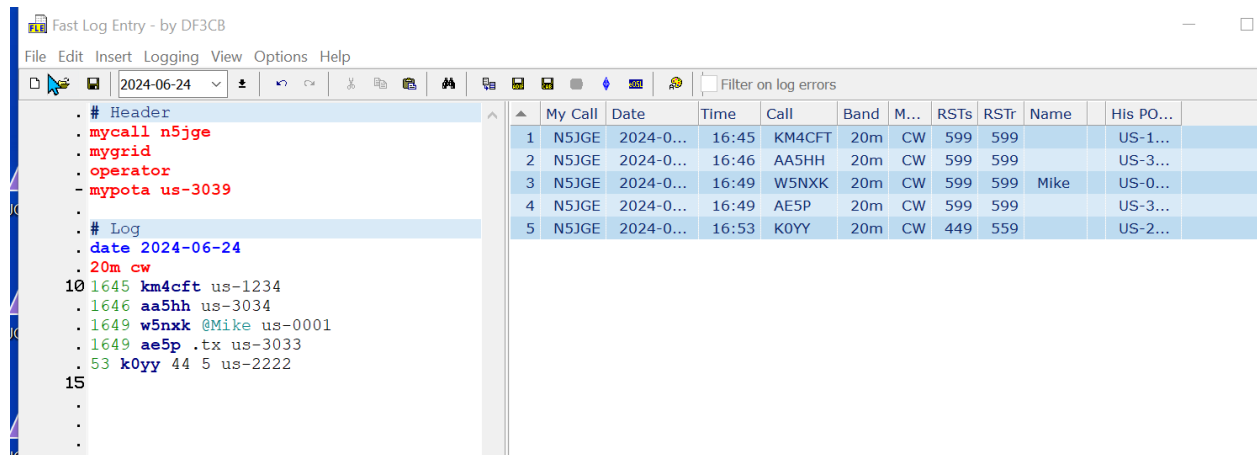 FLE Fast Log Entry - by DF3CB
File Edit Insert Logging View Options Help
2024-06-24 Filter on log errors
# Header
mycall n5jge
mygrid
operator
mypota us-3039
# Log
date 2024-06-24
20m cw
10 1645 km4cft us-1234
1646 aa5hh us-3034
1649 w5nxk @Mike us-0001
1649 ae5p .tx us-3033
53 k0yy 44 5 us-2222
15
My Call Date Time Call Band M... RSTs RSTr Name His PO...
1 N5JGE 2024-0... 16:45 KM4CFT 20m CW 599 599 US-1...
2 N5JGE 2024-0... 16:46 AA5HH 20m CW 599 599 US-3...
3 N5JGE 2024-0... 16:49 W5NXK 20m CW 599 599 Mike US-0...
4 N5JGE 2024-0... 16:49 AE5P 20m CW 599 599 US-3...
5 N5JGE 2024-0... 16:53 K0YY 20m CW 449 559 US-2...